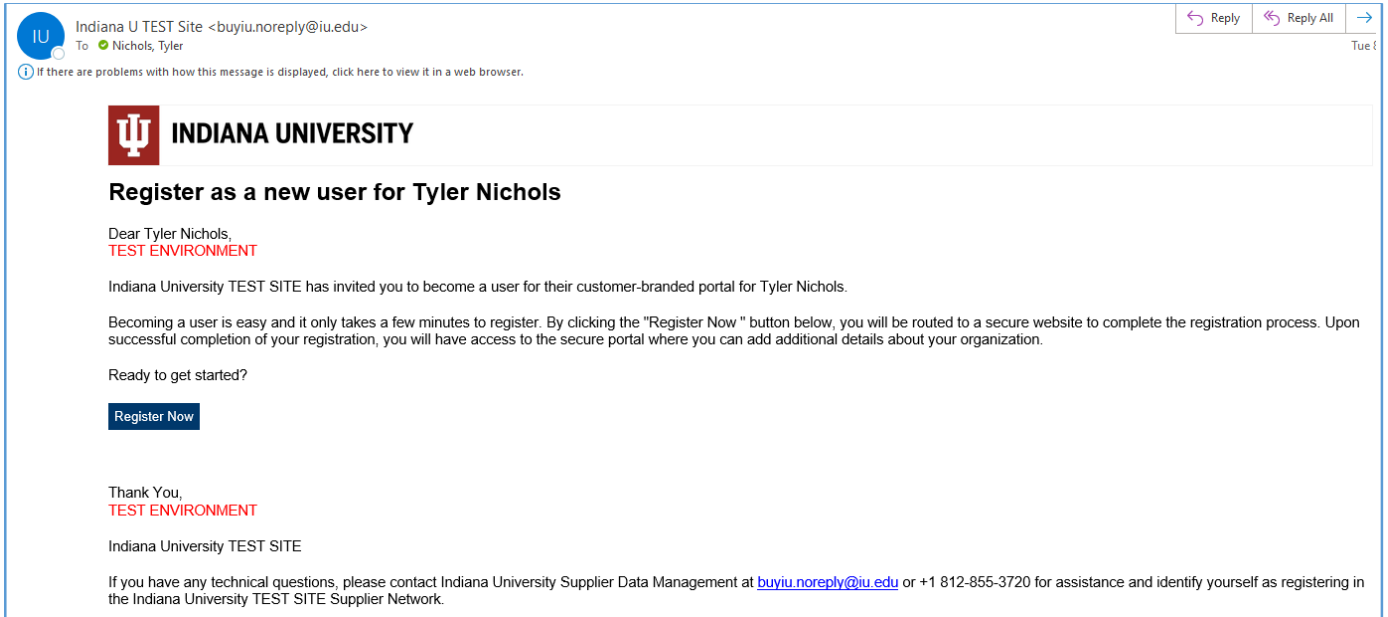 IU
Indiana U TEST Site <buyiu.noreply@iu.edu>
To Nichols, Tyler
Reply
Reply All
Tue
If there are problems with how this message is displayed, click here to view it in a web browser.
INDIANA UNIVERSITY
Register as a new user for Tyler Nichols
Dear Tyler Nichols,
TEST ENVIRONMENT
Indiana University TEST SITE has invited you to become a user for their customer-branded portal for Tyler Nichols.
Becoming a user is easy and it only takes a few minutes to register. By clicking the "Register Now " button below, you will be routed to a secure website to complete the registration process. Upon
successful completion of your registration, you will have access to the secure portal where you can add additional details about your organization.
Ready to get started?
Register Now
Thank You,
TEST ENVIRONMENT
Indiana University TEST SITE
If you have any technical questions, please contact Indiana University Supplier Data Management at buyiu.noreply@iu.edu or +1 812-855-3720 for assistance and identify yourself as registering in
the Indiana University TEST SITE Supplier Network.